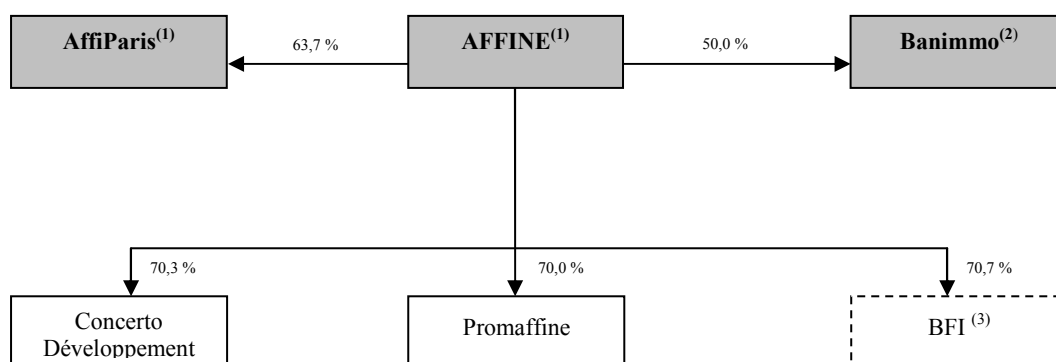 AffiParis(1)
63,7 %
AFFINE(1)
50,0 %
Banimmo(2)
70,3 %
70,0 %
70,7 %
Concerto
Développement
Promaffine
BFI (3)